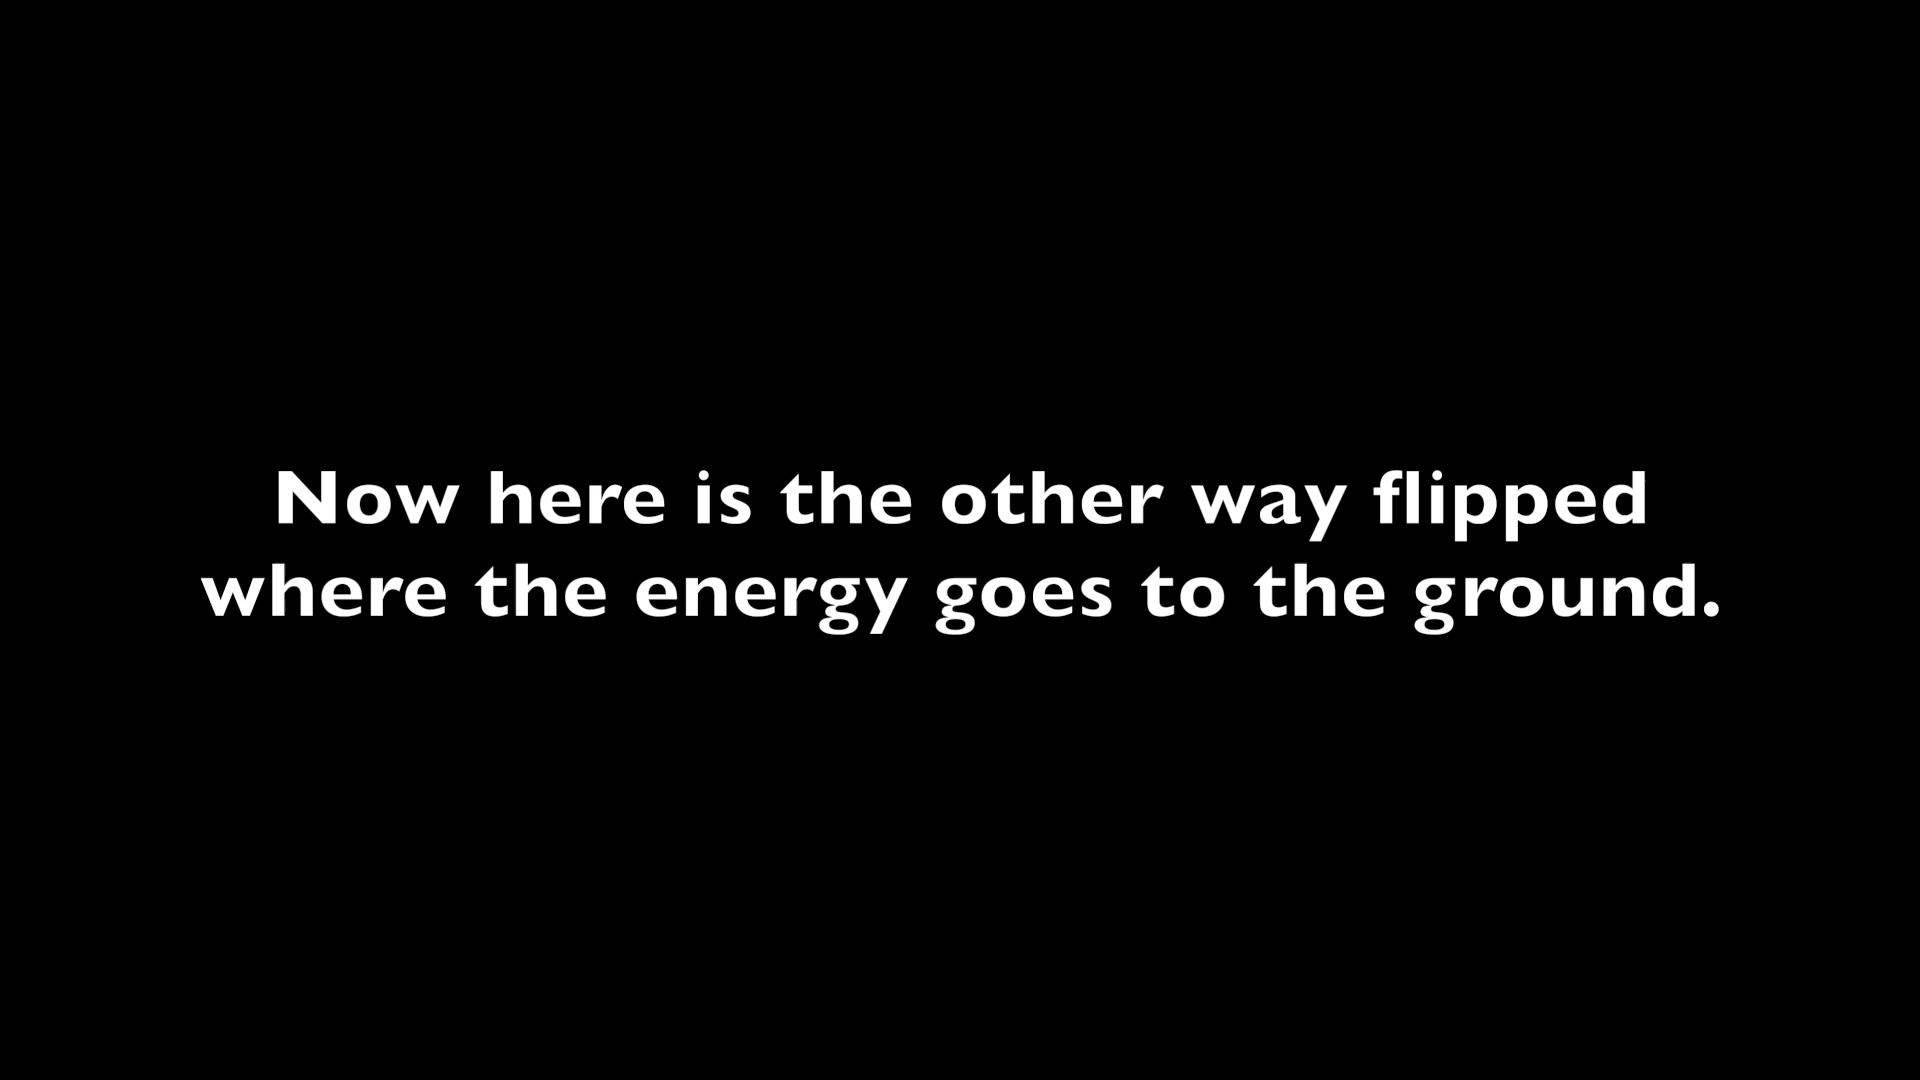 Now here is the other way flipped
where the energy goes to the ground.